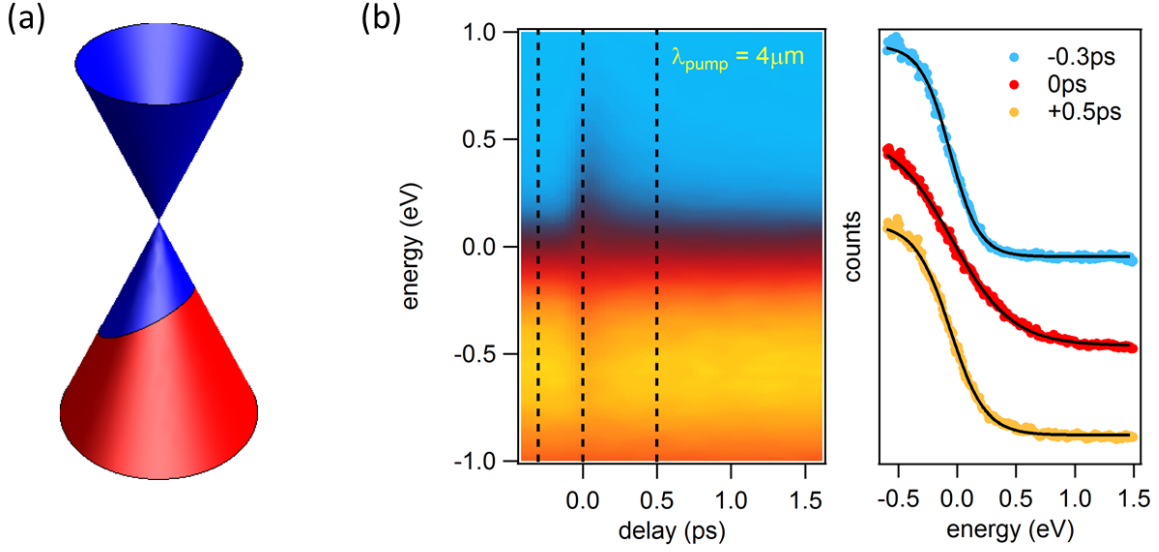 (a)
(b)
λpump = 4μm
1.0
0.5
0.0
-0.5
-1.0
energy (eV)
0.0 0.5 1.0 1.5
delay (ps)
-0.3ps
0ps
+0.5ps
counts
-0.5 0.0 0.5 1.0 1.5
energy (eV)